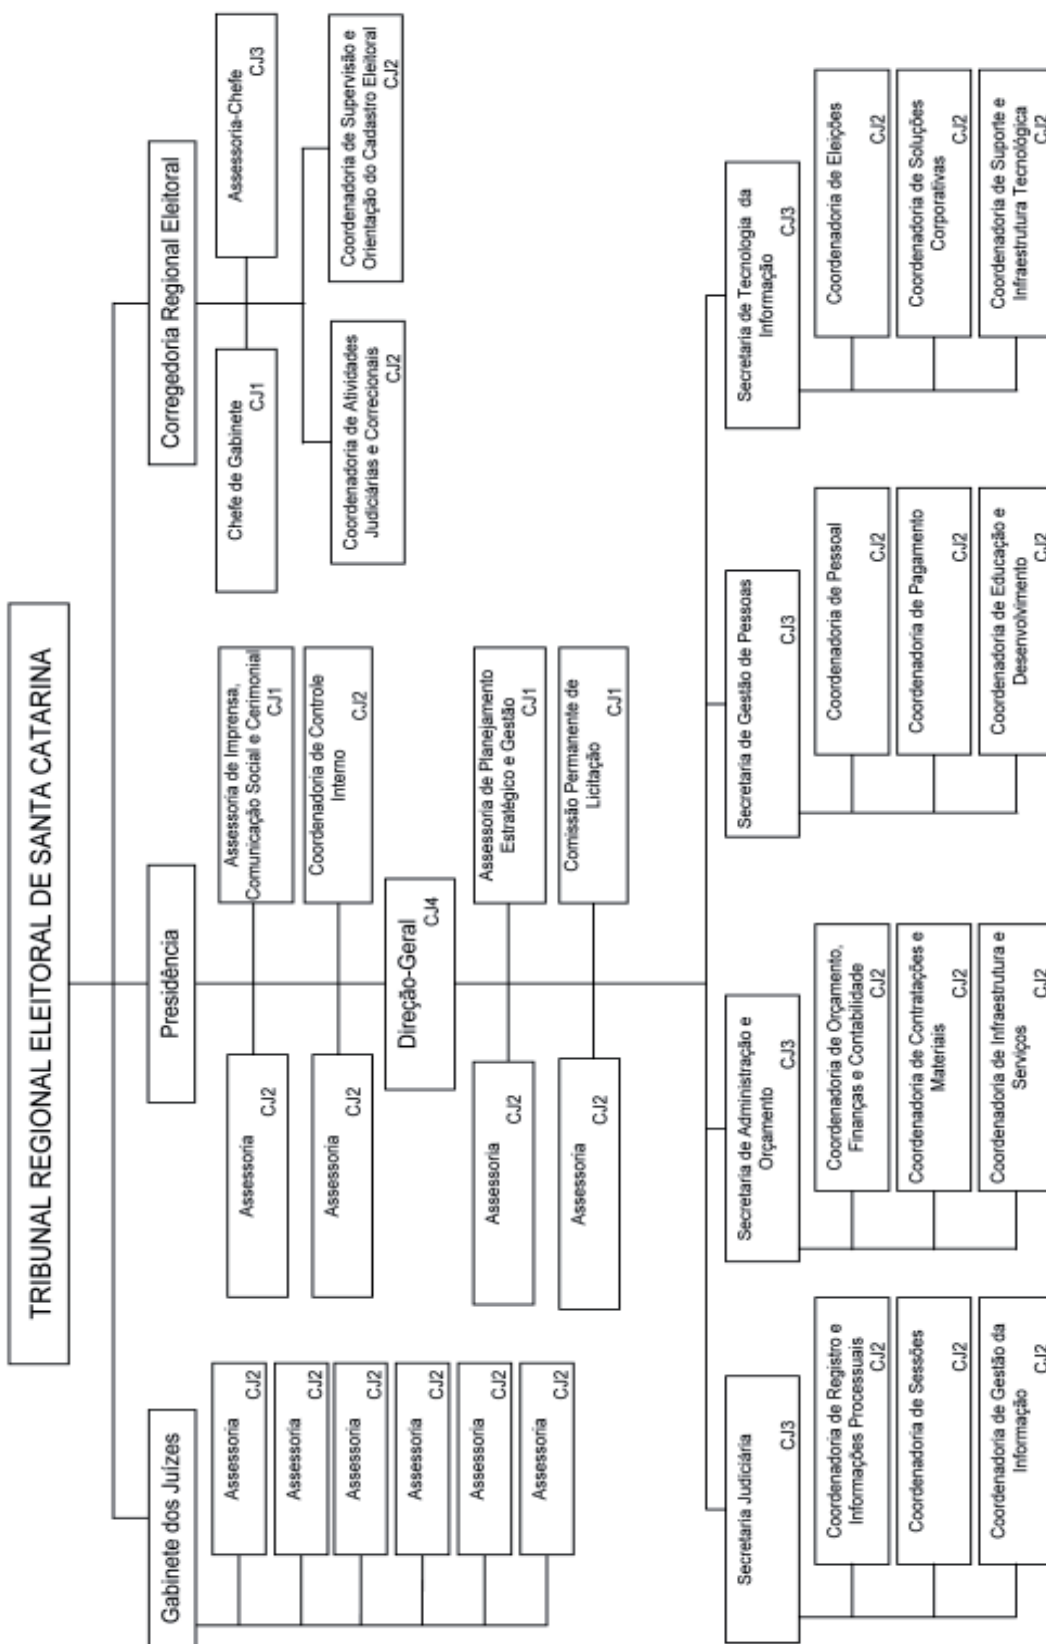 TRIBUNAL REGIONAL ELEITORAL DE SANTA CATARINA
Gabinete dos Juízes
Assessoria
CJ2
Assessoria
CJ2
Assessoria
CJ2
Assessoria
CJ2
Assessoria
CJ2
Assessoria
CJ2
Presidência
Assessoria
CJ2
Assessoria de Imprensa,
Comunicação Social e Cerimonial
CJ1
Assessoria
CJ2
Coordenadoria de Controle
Interno
CJ2
Direção-Geral
CJ4
Assessoria
CJ2
Assessoria de Planejamento
Estratégico e Gestão
CJ1
Assessoria
CJ2
Comissão Permanente de
Licitação
CJ1
Corregedoria Regional Eleitoral
Chefe de Gabinete
CJ1
Assessoria-Chefe
CJ3
Coordenadoria de Atividades
Judiciárias e Correcionais
CJ2
Coordenadoria de Supervisão e
Orientação do Cadastro Eleitoral
CJ2
Secretaria Judiciária
CJ3
Coordenadoria de Registro e
Informações Processuais
CJ2
Coordenadoria de Sessões
CJ2
Coordenadoria de Gestão da
Informação
CJ2
Secretaria de Administração e
Orçamento
CJ3
Coordenadoria de Orçamento,
Finanças e Contabilidade
CJ2
Coordenadoria de Contratações e
Materiais
CJ2
Coordenadoria de Infraestrutura e
Serviços
CJ2
Secretaria de Gestão de Pessoas
CJ3
Coordenadoria de Pessoal
CJ2
Coordenadoria de Pagamento
CJ2
Coordenadoria de Educação e
Desenvolvimento
CJ2
Secretaria de Tecnologia da
Informação
CJ3
Coordenadoria de Eleições
CJ2
Coordenadoria de Soluções
Corporativas
CJ2
Coordenadoria de Suporte e
Infraestrutura Tecnológica
CJ2